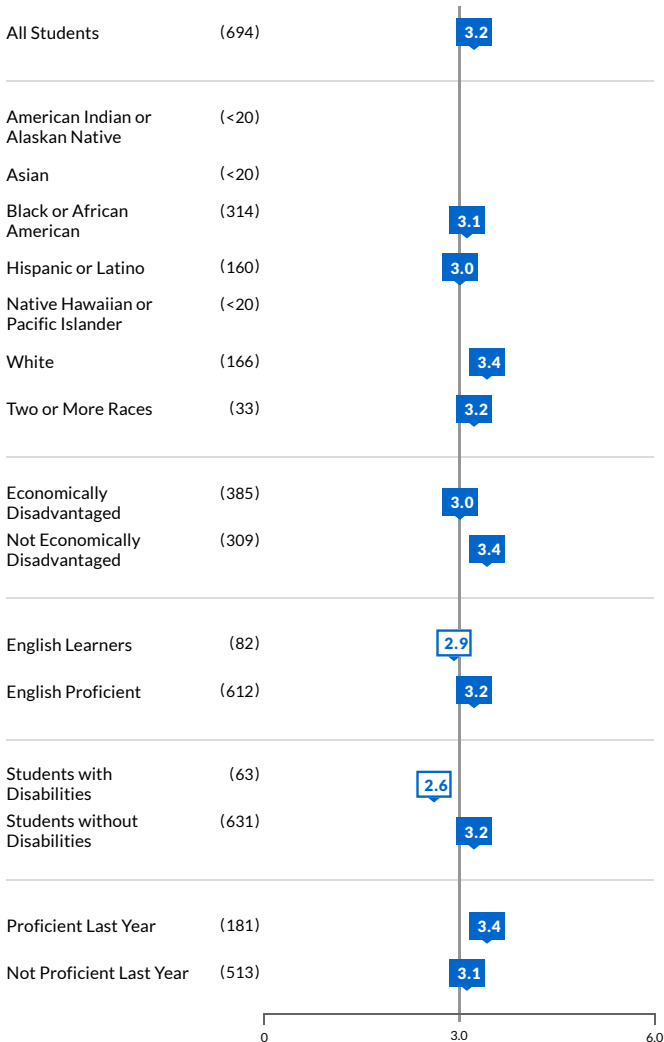 All Students (694) 3.2
American Indian or (<20)
Alaskan Native
Asian (<20)
Black or African (314) 3.1
American
Hispanic or Latino (160) 3.0
Native Hawaiian or (<20)
Pacific Islander
White (166) 3.4
Two or More Races (33) 3.2
Economically (385) 3.0
Disadvantaged
Not Economically (309) 3.4
Disadvantaged
English Learners (82) 2.9
English Proficient (612) 3.2
Students with (63) 2.6
Disabilities
Students without (631) 3.2
Disabilities
Proficient Last Year (181) 3.4
Not Proficient Last Year (513) 3.1
0 3.0 6.0